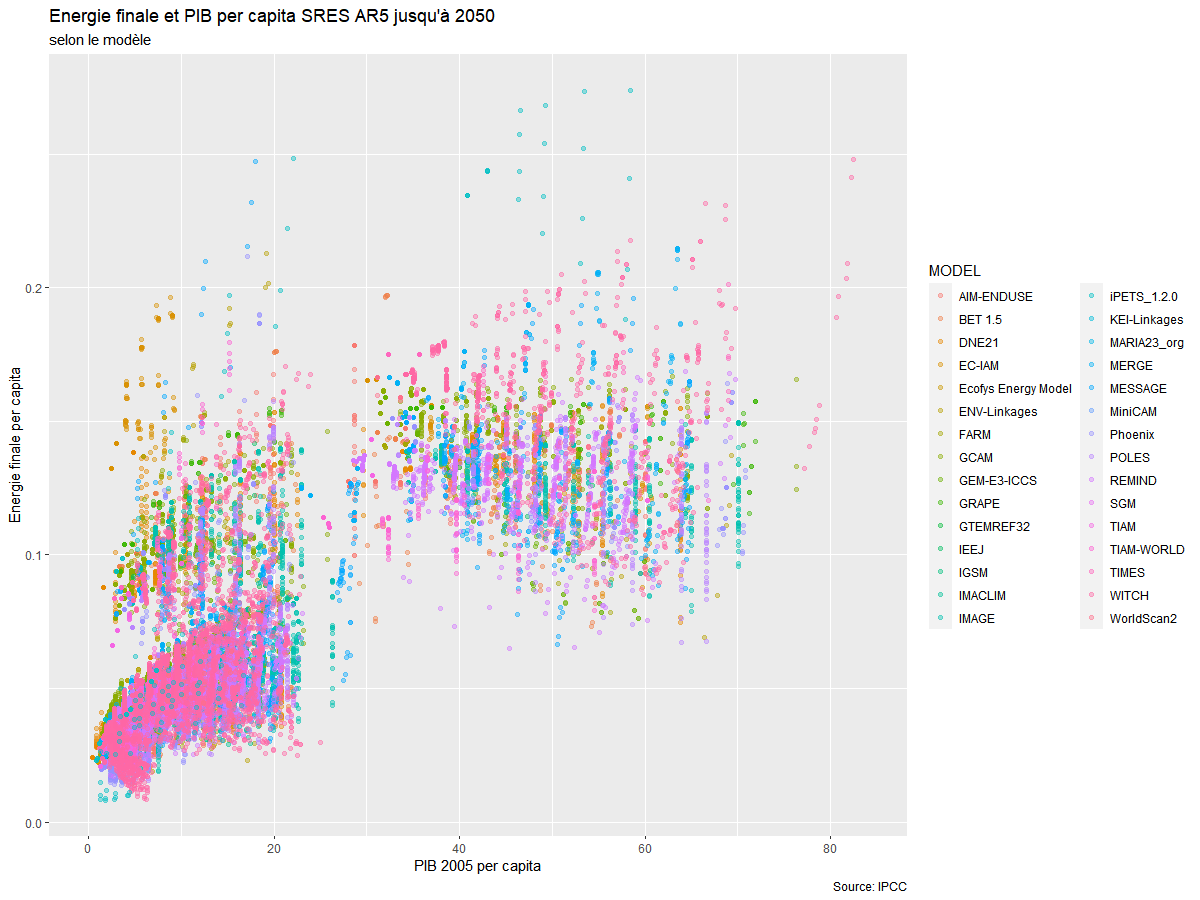 Energie finale et PIB per capita SRES AR5 jusqu'à 2050
selon le modèle
Energie finale per capita
0.2
0.1
0.0
0
20
40
60
80
PIB 2005 per capita
Source: IPCC
MODEL
AIM-ENDUSE
BET 1.5
DNE21
EC-IAM
Ecofys Energy Model
ENV-Linkages
FARM
GCAM
GEM-E3-ICCS
GRAPE
GTEMREF32
IEEJ
IGSM
IMACLIM
IMAGE
iPETS_1.2.0
KEI-Linkages
MARIA23_org
MERGE
MESSAGE
MiniCAM
Phoenix
POLES
REMIND
SGM
TIAM
TIAM-WORLD
TIMES
WITCH
WorldScan2